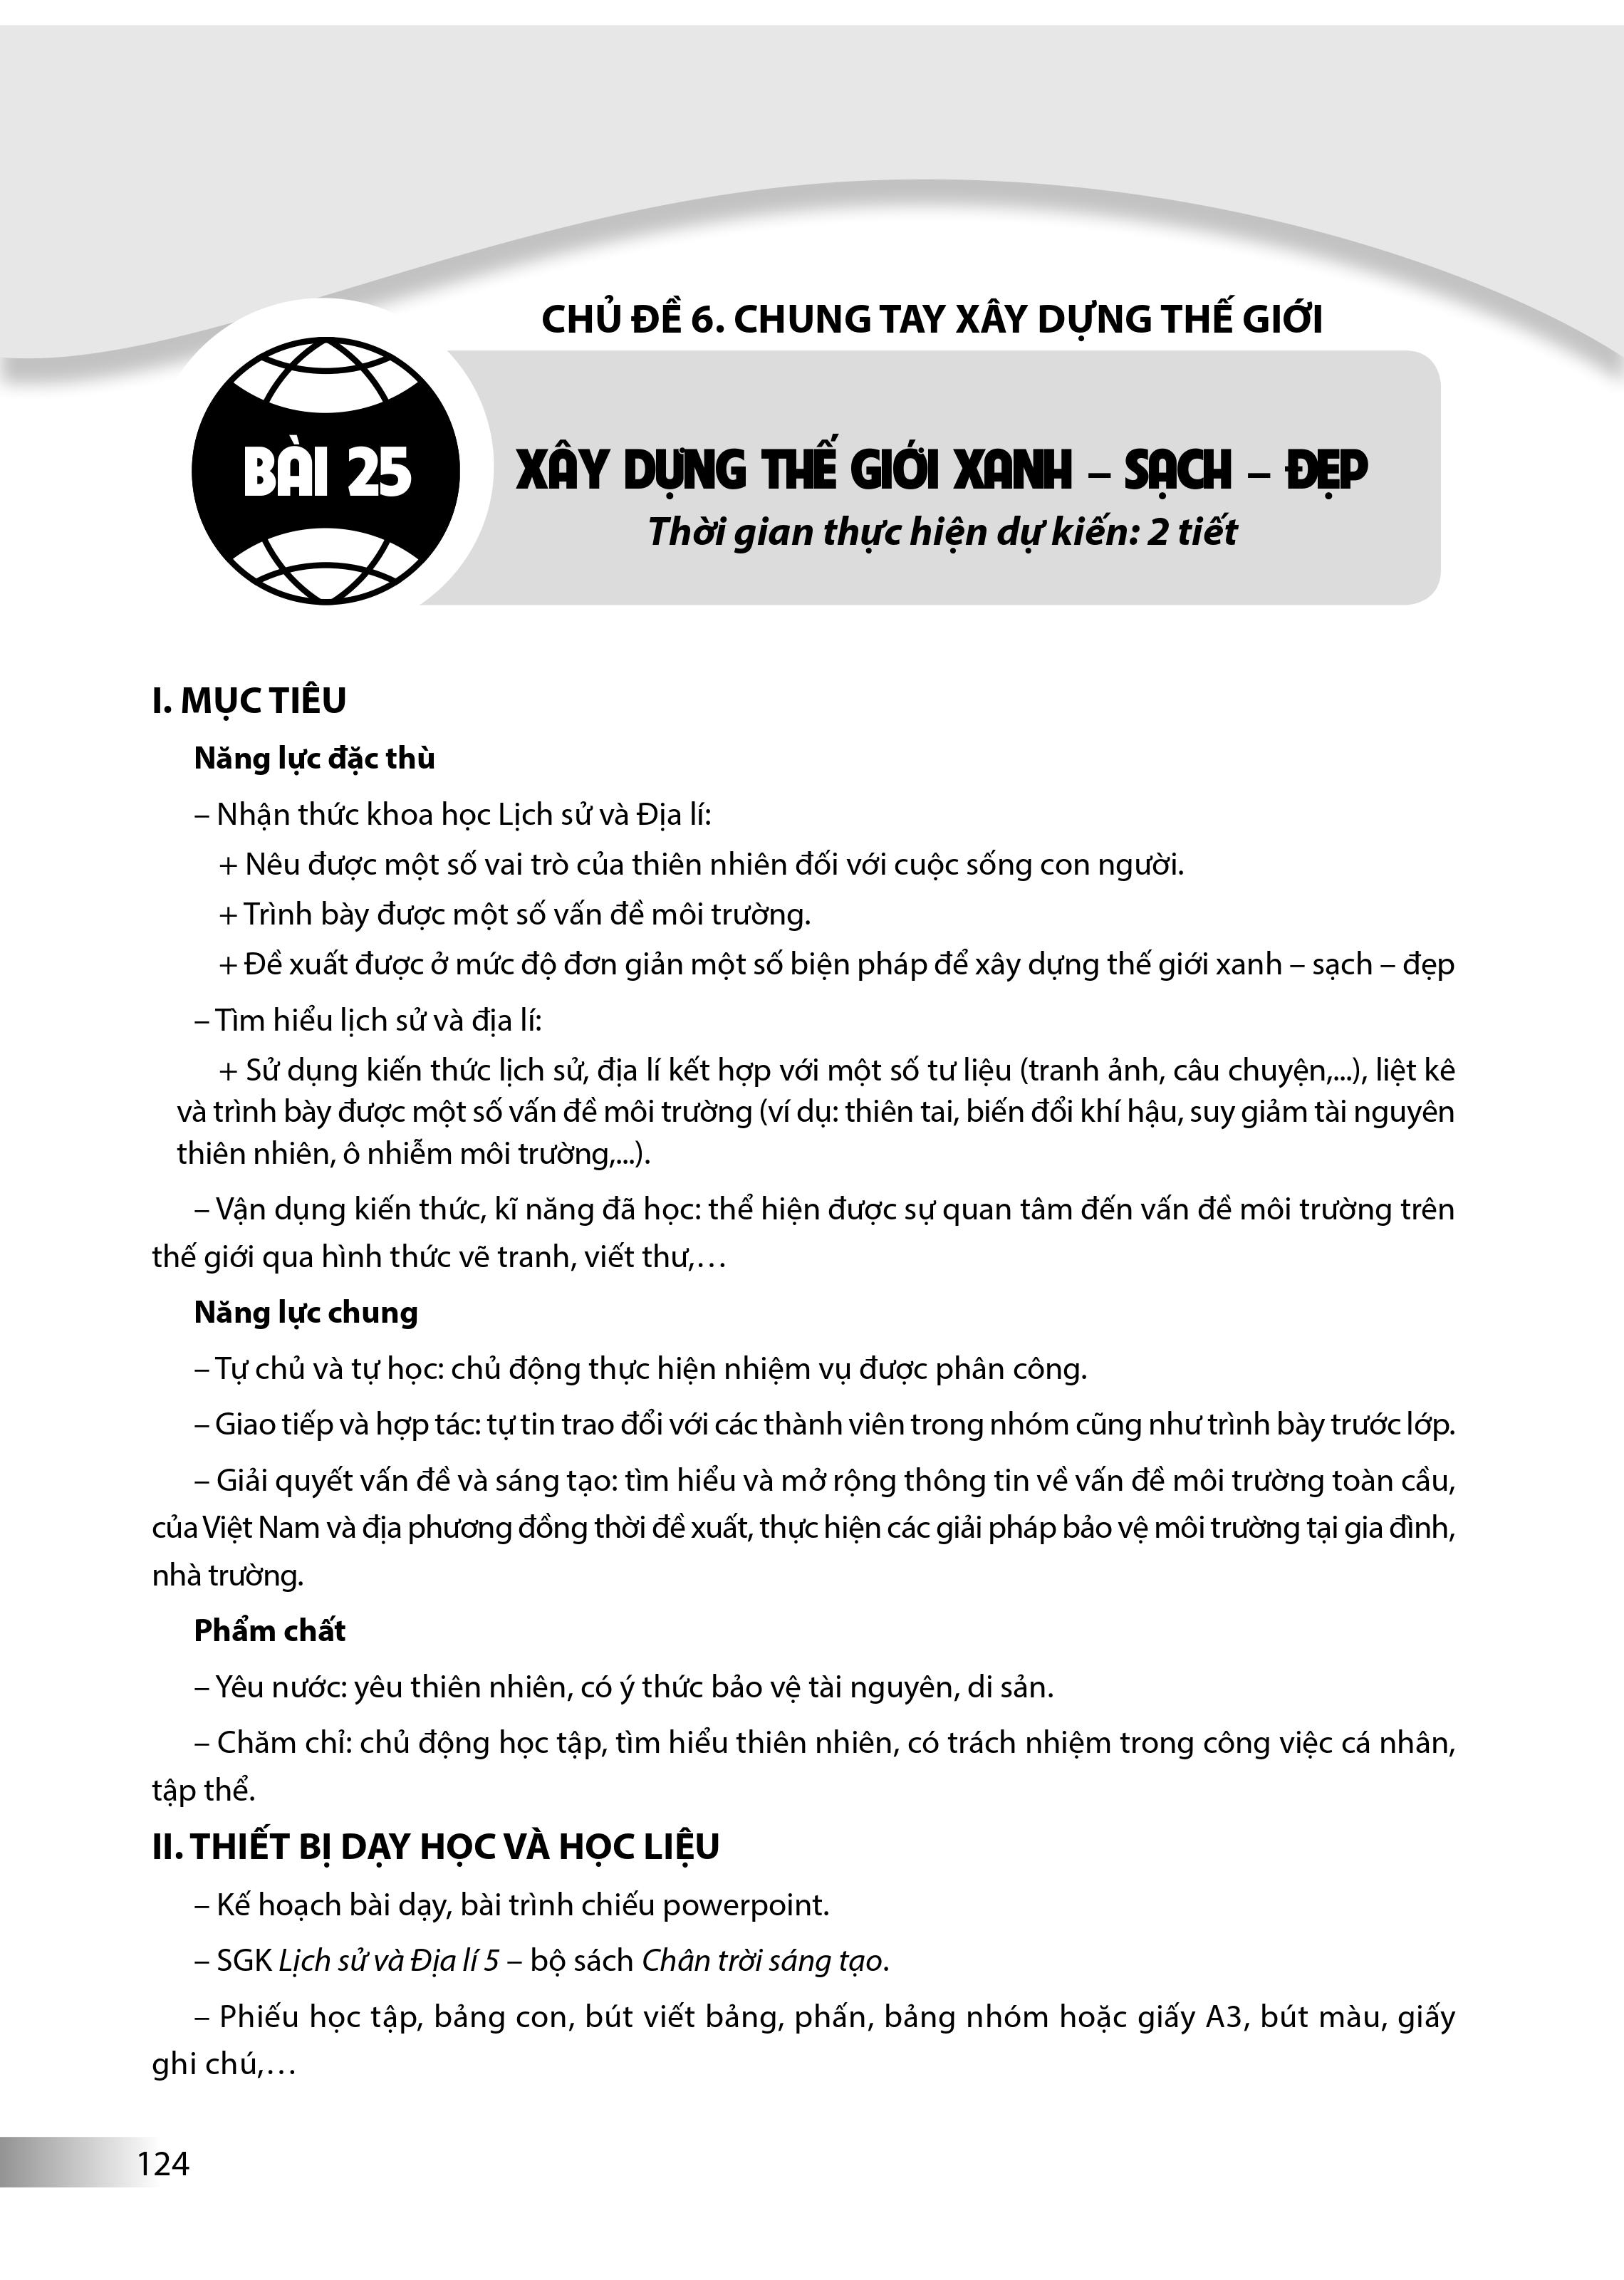 CHỦ ĐỀ 6. CHUNG TAY XÂY DỰNG THẾ GIỚI
BÀI 25
XÂY DỰNG THẾ GIỚI XANH – SẠCH – ĐẸP
Thời gian thực hiện dự kiến: 2 tiết
I. MỤC TIÊU
Năng lực đặc thù
– Nhận thức khoa học Lịch sử và Địa lí:
+ Nêu được một số vai trò của thiên nhiên đối với cuộc sống con người.
+ Trình bày được một số vấn đề môi trường.
+ Đề xuất được ở mức độ đơn giản một số biện pháp để xây dựng thế giới xanh – sạch – đẹp
– Tìm hiểu lịch sử và địa lí:
+ Sử dụng kiến thức lịch sử, địa lí kết hợp với một số tư liệu (tranh ảnh, câu chuyện,...), liệt kê
và trình bày được một số vấn đề môi trường (ví dụ: thiên tai, biến đổi khí hậu, suy giảm tài nguyên
thiên nhiên, ô nhiễm môi trường,...).
– Vận dụng kiến thức, kĩ năng đã học: thể hiện được sự quan tâm đến vấn đề môi trường trên
thế giới qua hình thức vẽ tranh, viết thư,…
Năng lực chung
– Tự chủ và tự học: chủ động thực hiện nhiệm vụ được phân công.
– Giao tiếp và hợp tác: tự tin trao đổi với các thành viên trong nhóm cũng như trình bày trước lớp.
– Giải quyết vấn đề và sáng tạo: tìm hiểu và mở rộng thông tin về vấn đề môi trường toàn cầu,
của Việt Nam và địa phương đồng thời đề xuất, thực hiện các giải pháp bảo vệ môi trường tại gia đình,
nhà trường.
Phẩm chất
– Yêu nước: yêu thiên nhiên, có ý thức bảo vệ tài nguyên, di sản.
– Chăm chỉ: chủ động học tập, tìm hiểu thiên nhiên, có trách nhiệm trong công việc cá nhân,
tập thể.
II. THIẾT BỊ DẠY HỌC VÀ HỌC LIỆU
– Kế hoạch bài dạy, bài trình chiếu powerpoint.
– SGK Lịch sử và Địa lí 5 – bộ sách Chân trời sáng tạo.
– Phiếu học tập, bảng con, bút viết bảng, phấn, bảng nhóm hoặc giấy A3, bút màu, giấy
ghi chú,…
124